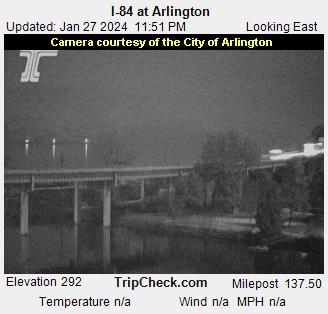 I-84 at Arlington
Updated: Jan 27 2024 11:51 PM Looking East
Camera courtesy of the City of Arlington
Elevation 292 TripCheck.com Milepost 137.50
Temperature n/a Wind n/a MPH n/a